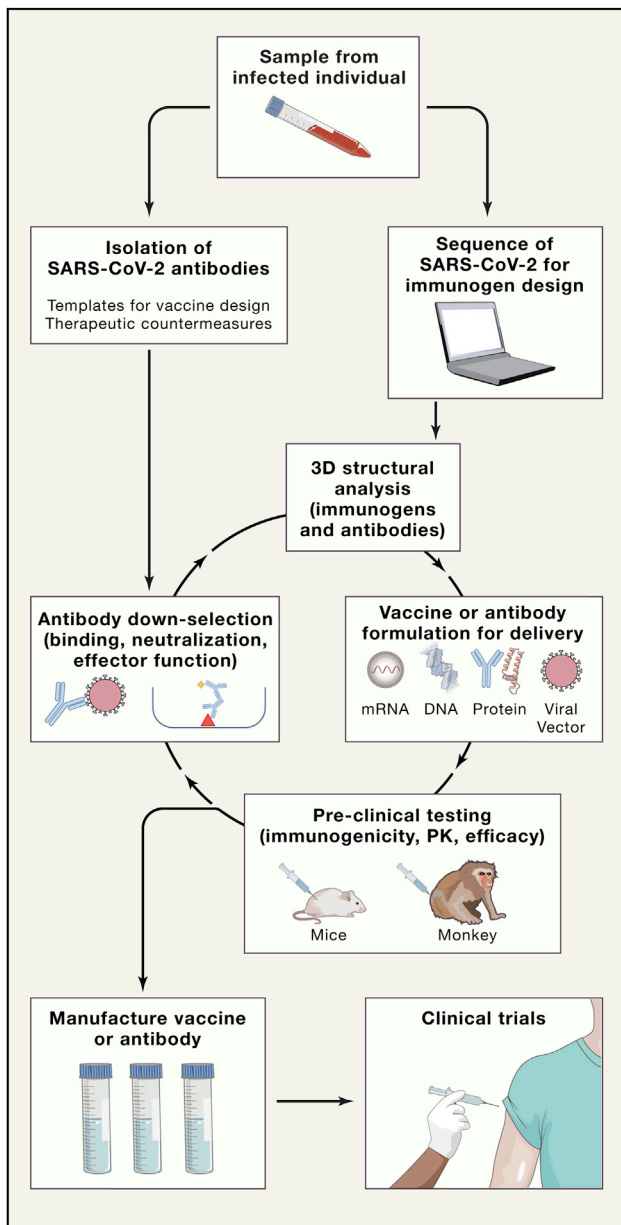 Sample from
infected individual
Isolation of
SARS-CoV-2 antibodies
Templates for vaccine design
Therapeutic countermeasures
Sequence of
SARS-CoV-2 for
immunogen design
3D structural
analysis
(immunogens
and antibodies)
Antibody down-selection
(binding, neutralization,
effector function)
Vaccine or antibody
formulation for delivery
mRNA
DNA
Protein
Viral
Vector
Pre-clinical testing
(immunogenicity, PK, efficacy)
Mice
Monkey
Manufacture vaccine
or antibody
Clinical trials